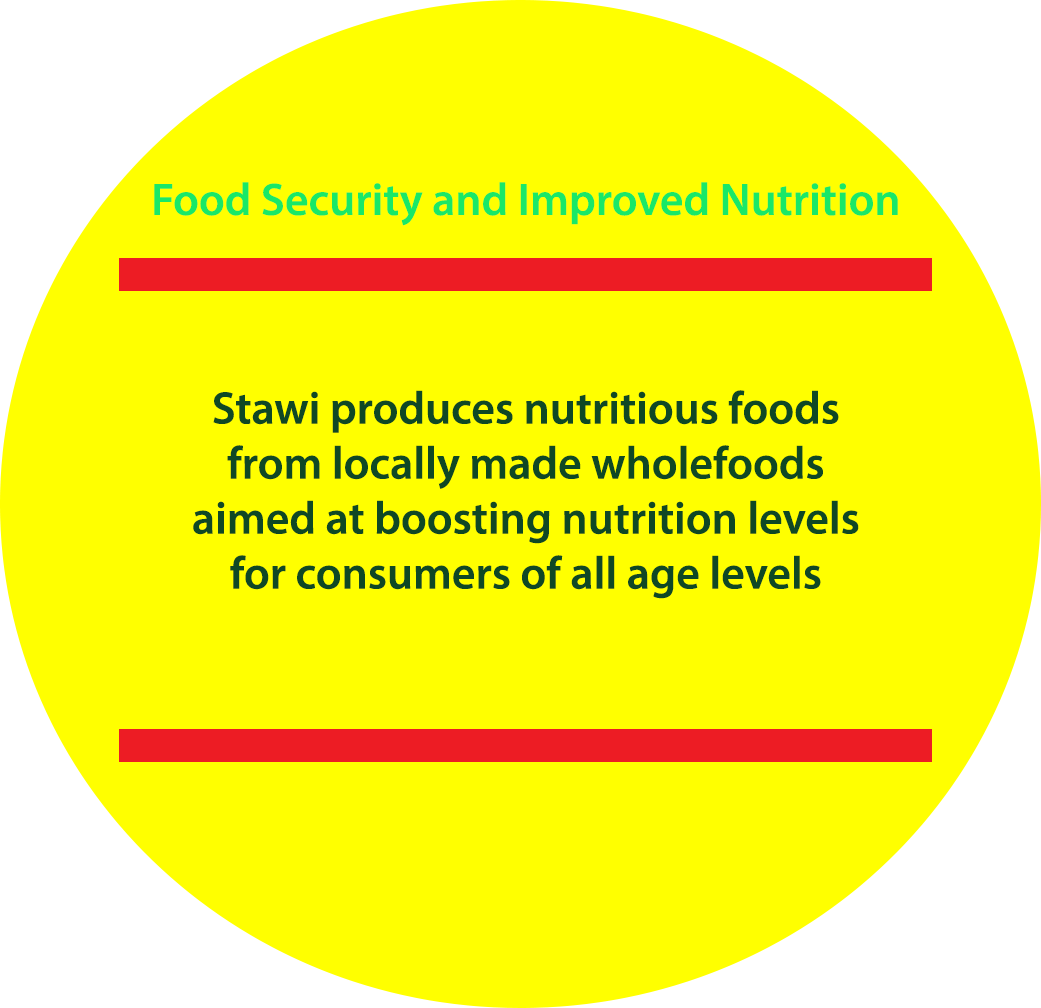 Food Security and Improved Nutrition
Stawi produces nutritious foods
from locally made wholefoods
aimed at boosting nutrition levels
for consumers of all age levels